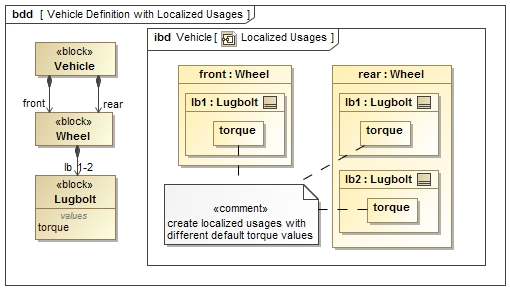 bdd [ Vehicle Definition with Localized Usages ]
«block»
Vehicle
front
rear
«block»
Wheel
lb 1-2
«block»
Lugbolt
values
torque
ibd Vehicle [ Localized Usages ]
front : Wheel
lb1 : Lugbolt
torque
rear : Wheel
lb1 : Lugbolt
torque
lb2 : Lugbolt
torque
«comment»
create localized usages with
different default torque values